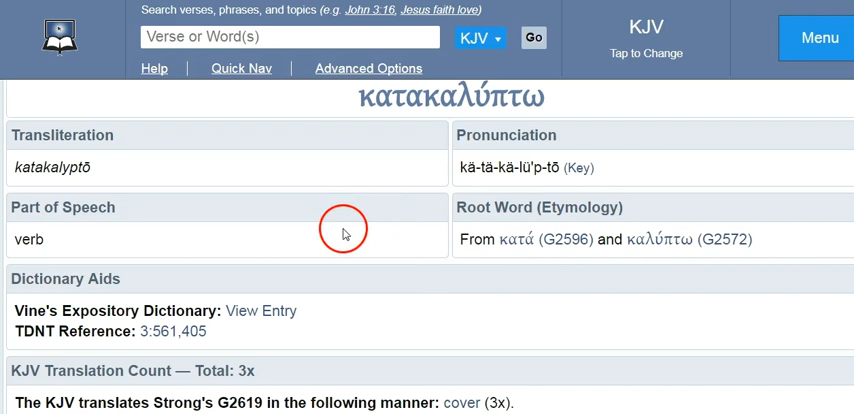 Search verses, phrases, and topics (e.g. John 3:16, Jesus faith love)
Verse or Word(s)
KJV
Go
Help
Quick Nav
Advanced Options
KJV
Tap to Change
Menu
κατακαλύπτω
Transliteration
katakalyptō
Pronunciation
kä-tä-kä-lü'p-tō (Key)
Part of Speech
verb
Root Word (Etymology)
From κατά (G2596) and καλύπτω (G2572)
Dictionary Aids
Vine's Expository Dictionary: View Entry
TDNT Reference: 3:561,405
KJV Translation Count — Total: 3x
The KJV translates Strong's G2619 in the following manner: cover (3x).